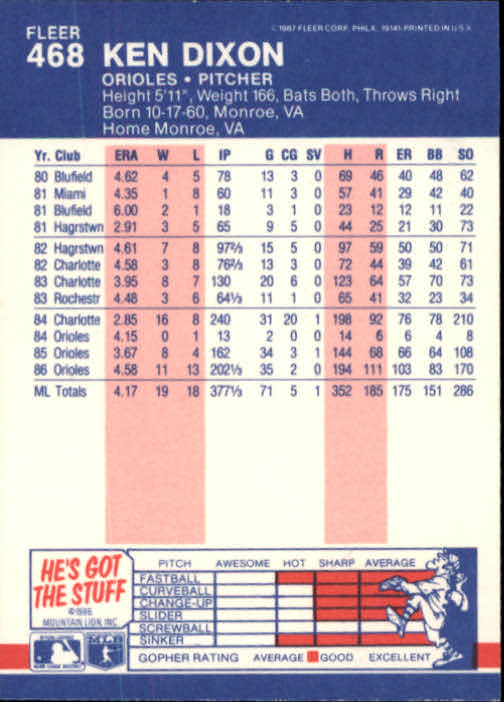 FLEER
468 KEN DIXON
© 1987 FLEER CORP. PHILA. 19141-PRINTED IN U.S.A.
ORIOLES • PITCHER
Height 5'11", Weight 166, Bats Both, Throws Right
Born 10-17-60, Monroe, VA
Home Monroe, VA
Yr. Club ERA W L IP G CG SV H R ER BB SO
80 Blufield 4.62 4 5 78 13 3 0 69 46 40 48 62
81 Miami 4.35 1 8 60 11 3 0 57 41 29 42 40
81 Blufield 6.00 2 1 18 3 1 0 23 12 12 11 22
81 Hagrstwn 2.91 3 5 65 9 5 0 44 25 21 30 73
82 Hagrstwn 4.61 7 8 97⅔ 15 5 0 97 59 50 50 71
82 Charlotte 4.58 3 8 76⅔ 13 3 0 72 44 39 42 61
83 Charlotte 3.95 8 7 130 20 6 0 123 64 57 70 73
83 Rochestr 4.48 3 6 64⅓ 11 1 0 65 41 32 23 34
84 Charlotte 2.85 16 8 240 31 20 1 198 92 76 78 210
84 Orioles 4.15 0 1 13 2 0 0 14 6 6 4 8
85 Orioles 3.67 8 4 162 34 3 1 144 68 66 64 108
86 Orioles 4.58 11 13 202⅓ 35 2 0 194 111 103 83 170
ML Totals 4.17 19 18 377⅓ 71 5 1 352 185 175 151 286
HE'S GOT
THE STUFF
©1986
MOUNTAIN LION, INC.
PITCH AWESOME HOT SHARP AVERAGE
FASTBALL
CURVEBALL
CHANGE-UP
SLIDER
SCREWBALL
SINKER
GOPHER RATING AVERAGE GOOD EXCELLENT
MLB